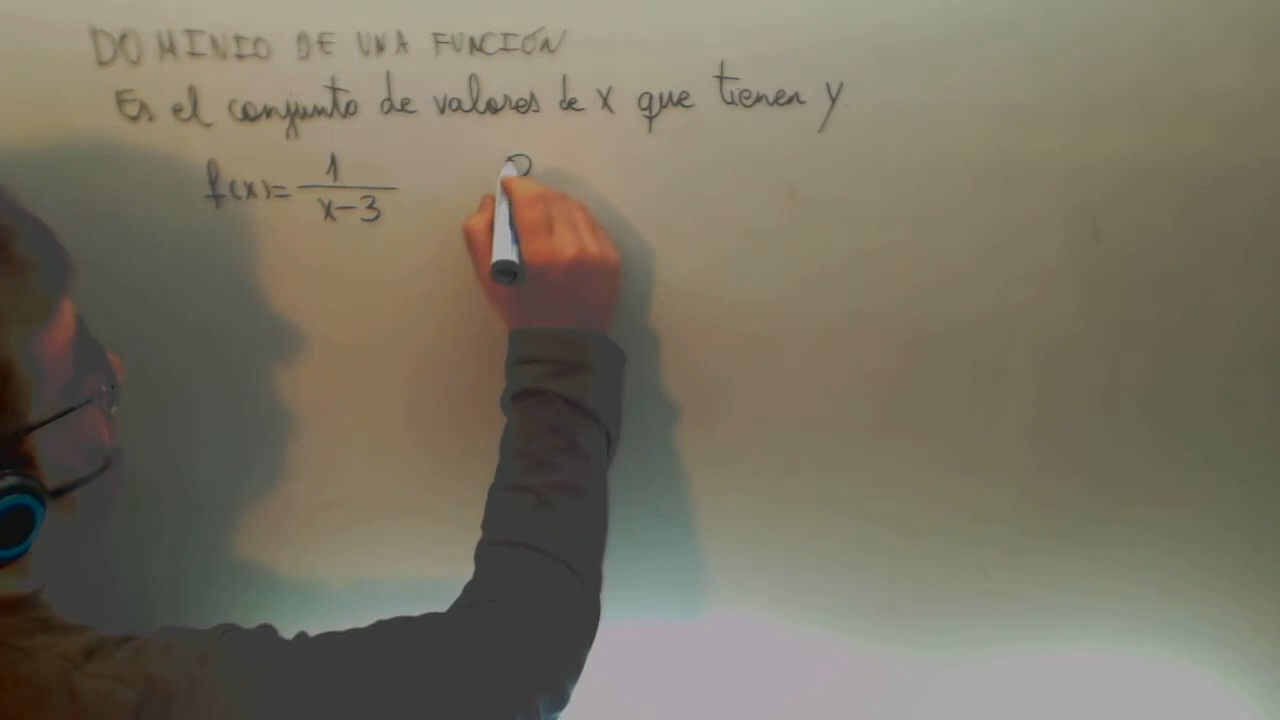 DOMINIO DE UNA FUNCIÓN
Es el conjunto de valores de x que tienen y
f(x)= 1/(x-3)